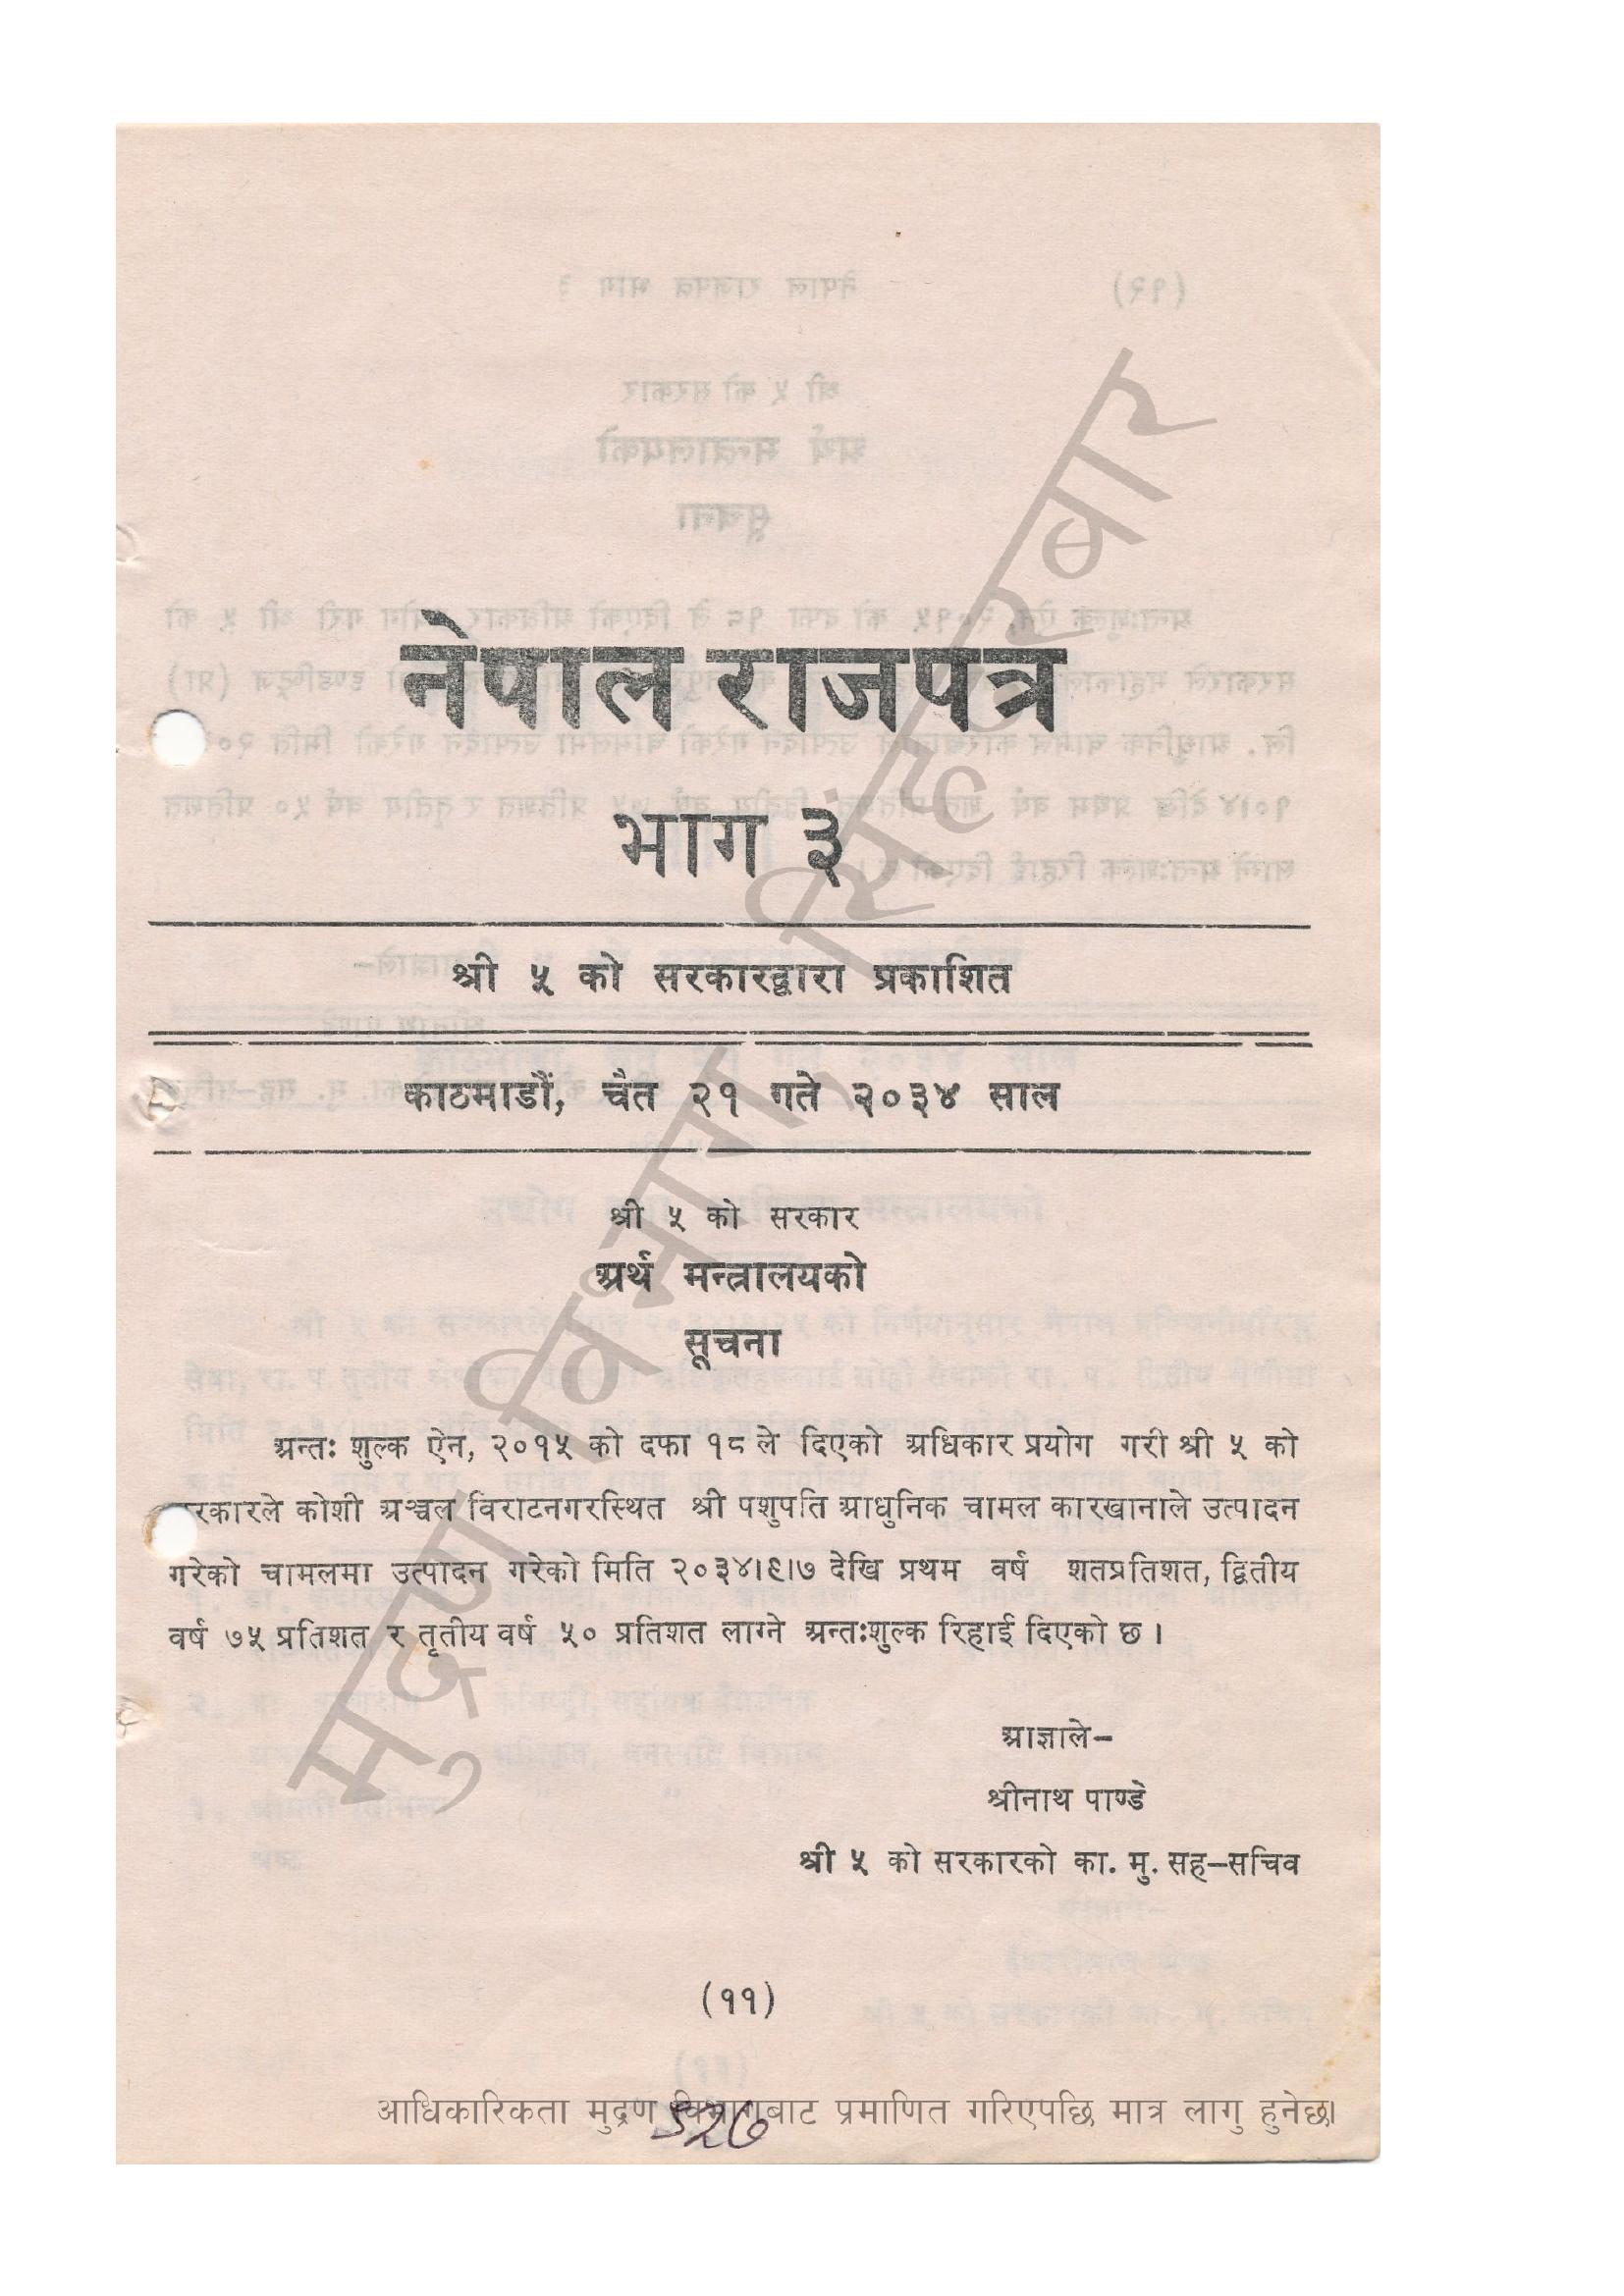 नेपाल राजपत्र
भाग ३
श्री ५ को सरकारद्वारा प्रकाशित
काठमाडौं, चैत २१ गते २०३४ साल
श्री ५ को सरकार
अर्थ मन्त्रालयको
सूचना
अन्तः शुल्क ऐन, २०१५ को दफा १८ ले दिएको अधिकार प्रयोग गरी श्री ५ को
सरकारले कोशी अञ्चल विराटनगरस्थित श्री पशुपति आधुनिक चामल कारखानाले उत्पादन
गरेको चामलमा उत्पादन गरेको मिति २०३४।९।७ देखि प्रथम वर्ष शतप्रतिशत, द्वितीय
वर्ष ७५ प्रतिशत र तृतीय वर्ष ५० प्रतिशत लाग्ने अन्तःशुल्क रिहाई दिएको छ ।
आज्ञाले–
श्रीनाथ पाण्डे
श्री ५ को सरकारको का. मु. सह–सचिव
(११)
आधिकारिकता मुद्रण विभागबाट प्रमाणित गरिएपछि मात्र लागु हुनेछ।
मुद्रण विभाग, सिंहदरबार